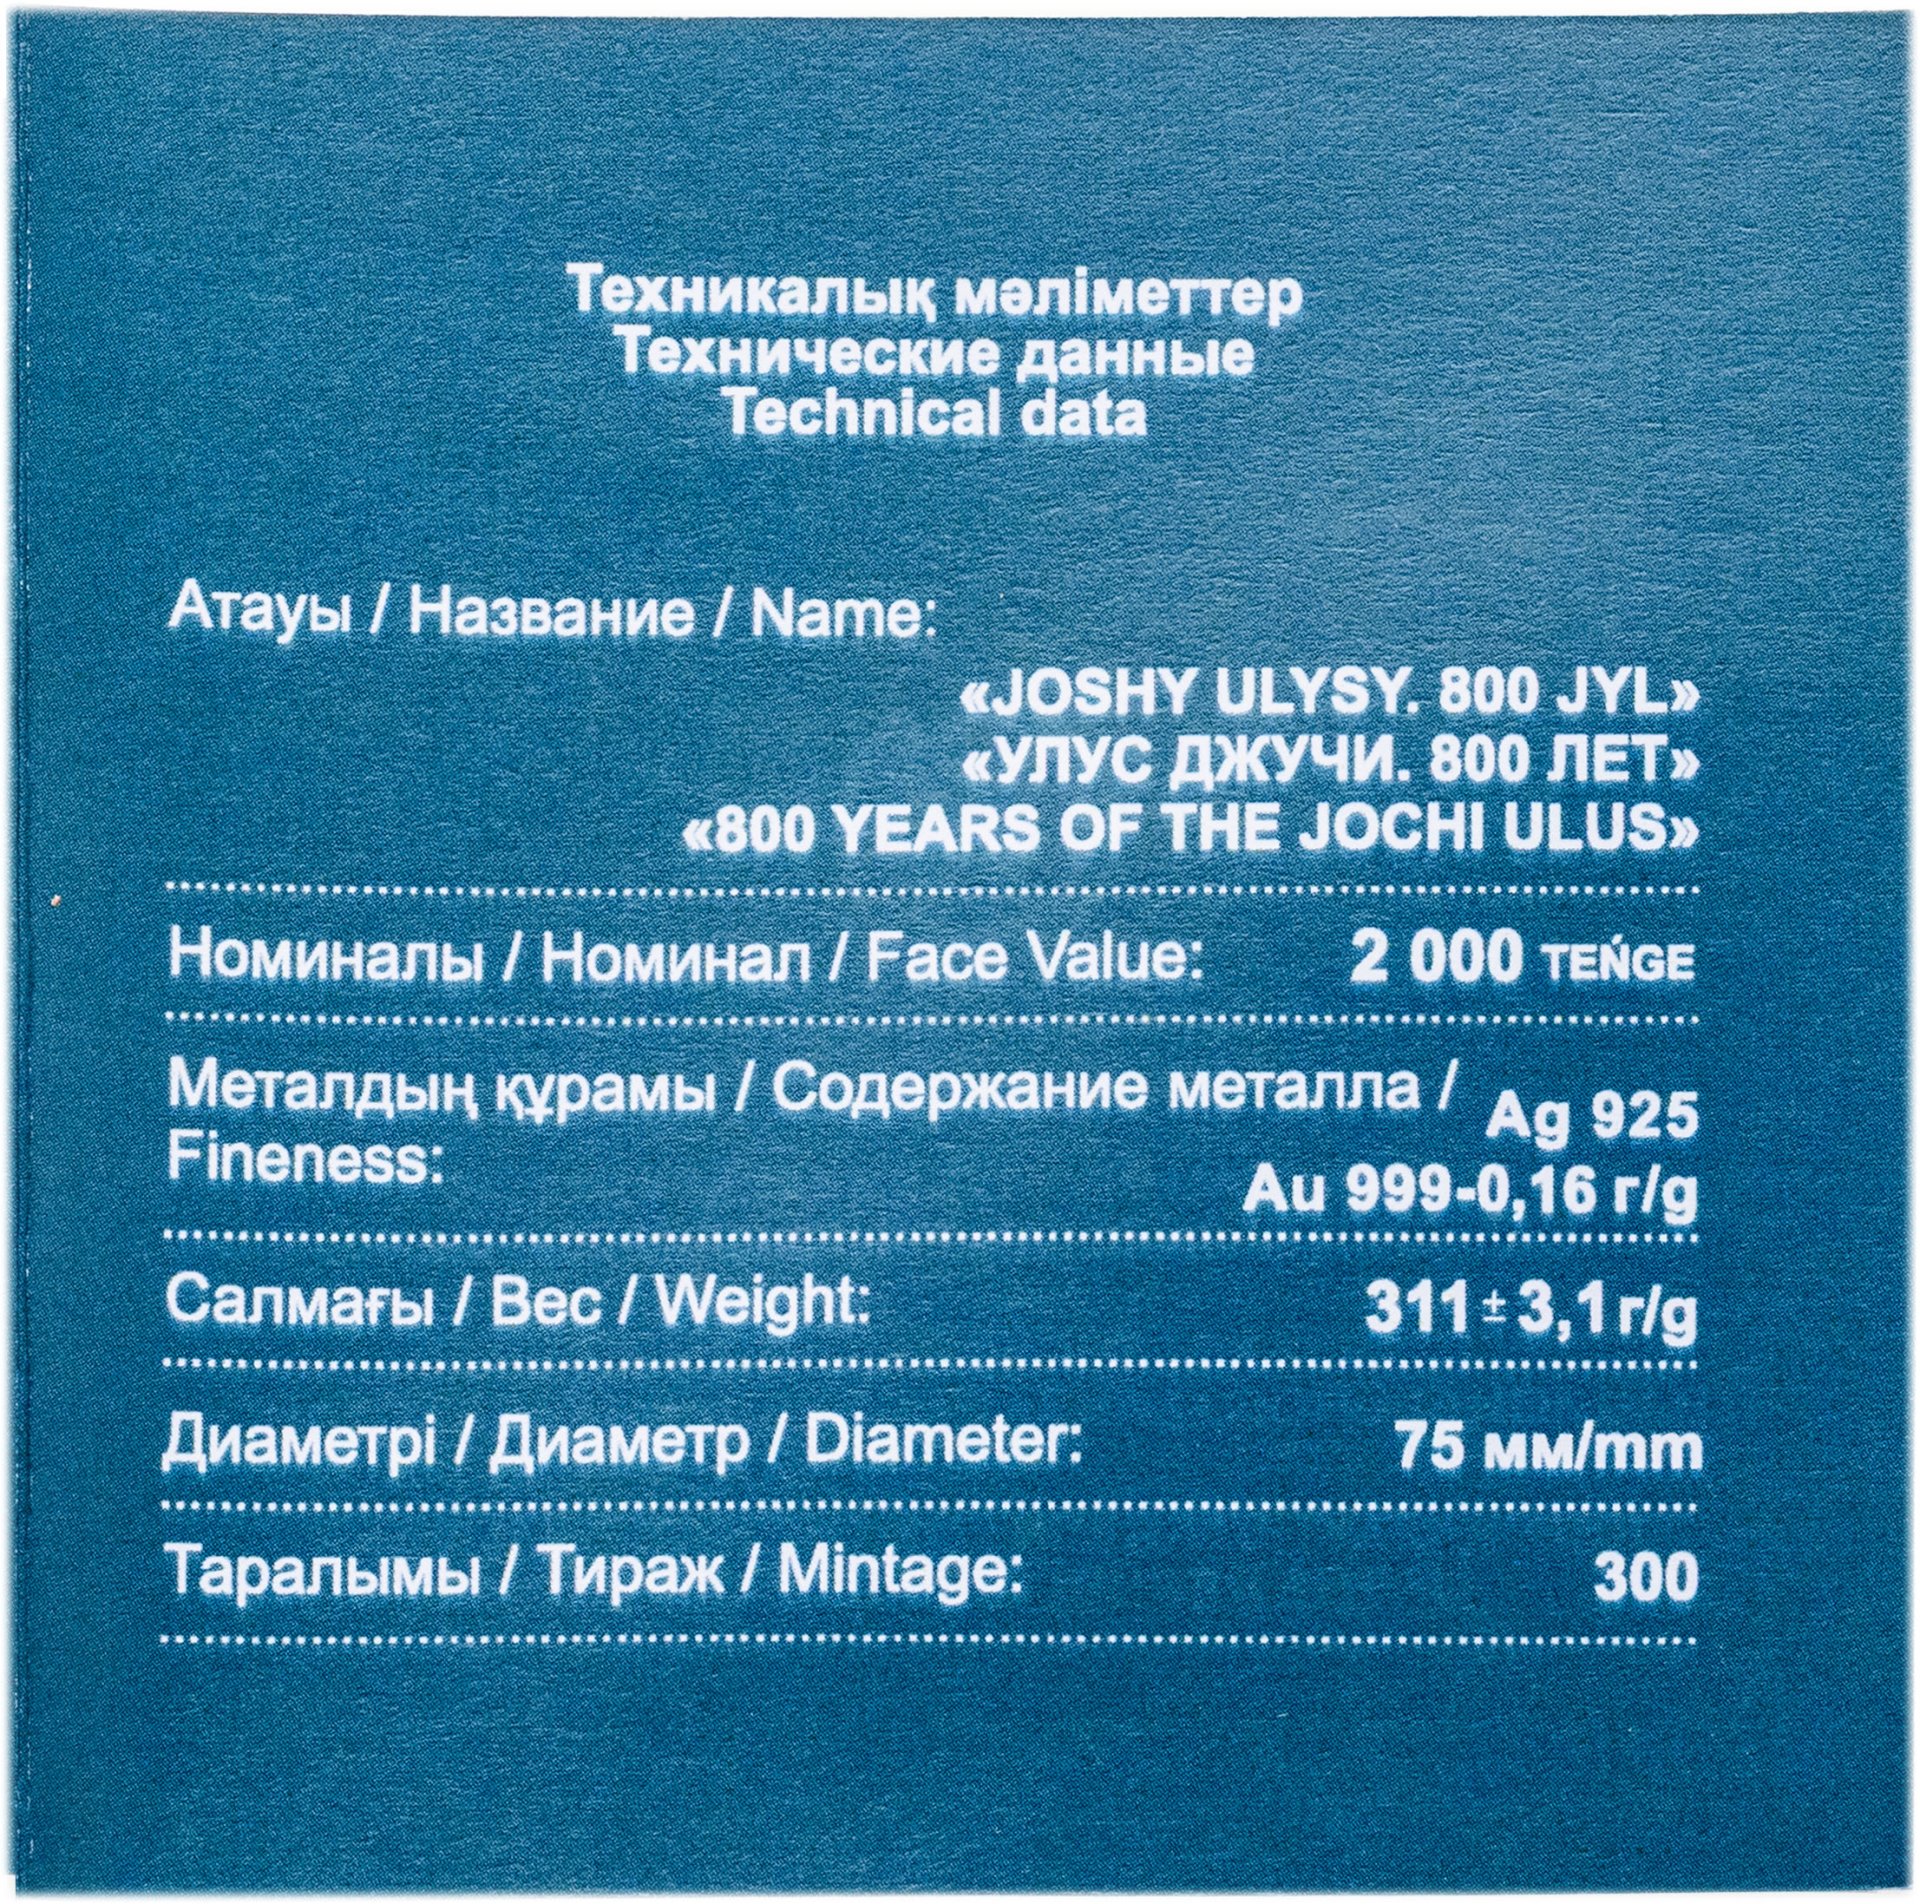 Техникалық мәліметтер
Технические данные
Technical data
Атауы / Название / Name:
«JOSHY ULYSY. 800 JYL»
«УЛУС ДЖУЧИ. 800 ЛЕТ»
«800 YEARS OF THE JOCHI ULUS»
Номиналы / Номинал / Face Value: 2 000 TEŃGE
Металдың құрамы / Содержание металла / Ag 925
Fineness: Au 999-0,16 г/g
Салмағы / Вес / Weight: 311 ± 3,1 г/g
Диаметрі / Диаметр / Diameter: 75 мм/mm
Таралымы / Тираж / Mintage: 300